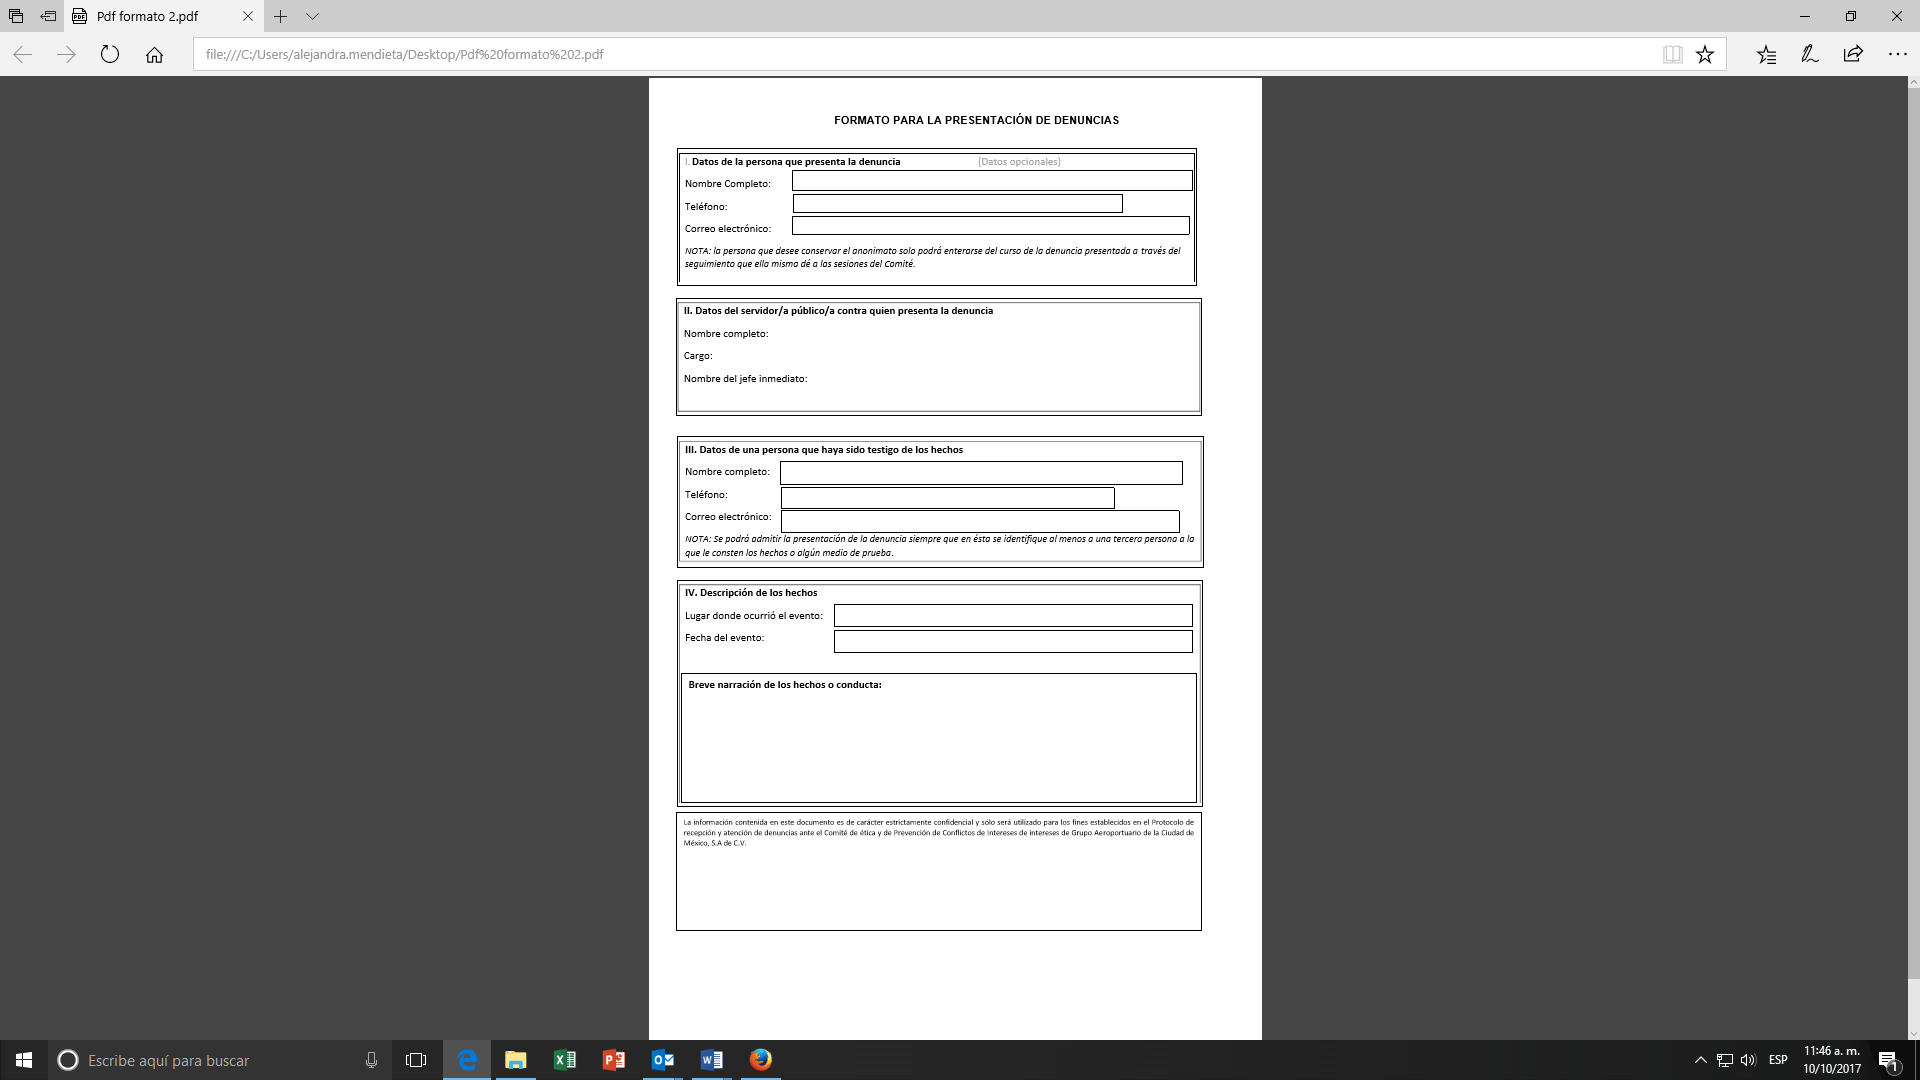 Pdf formato 2.pdf
file:///C:/Users/alejandra.mendieta/Desktop/Pdf%20formato%202.pdf
FORMATO PARA LA PRESENTACIÓN DE DENUNCIAS
I. Datos de la persona que presenta la denuncia (Datos opcionales)
Nombre Completo:
Teléfono:
Correo electrónico:
NOTA: la persona que desee conservar el anonimato solo podrá enterarse del curso de la denuncia presentada a través del
seguimiento que ella misma dé a las sesiones del Comité.
II. Datos del servidor/a público/a contra quien presenta la denuncia
Nombre completo:
Cargo:
Nombre del jefe inmediato:
III. Datos de una persona que haya sido testigo de los hechos
Nombre completo:
Teléfono:
Correo electrónico:
NOTA: Se podrá admitir la presentación de la denuncia siempre que en ésta se identifique al menos a una tercera persona a la
que le consten los hechos o algún medio de prueba.
IV. Descripción de los hechos
Lugar donde ocurrió el evento:
Fecha del evento:
Breve narración de los hechos o conducta:
La información contenida en este documento es de carácter estrictamente confidencial y sólo será utilizado para los fines establecidos en el Protocolo de
recepción y atención de denuncias ante el Comité de ética y de Prevención de Conflictos de Intereses de intereses de Grupo Aeroportuario de la Ciudad de
México, S.A de C.V.
Escribe aquí para buscar
ESP
11:46 a. m.
10/10/2017
1